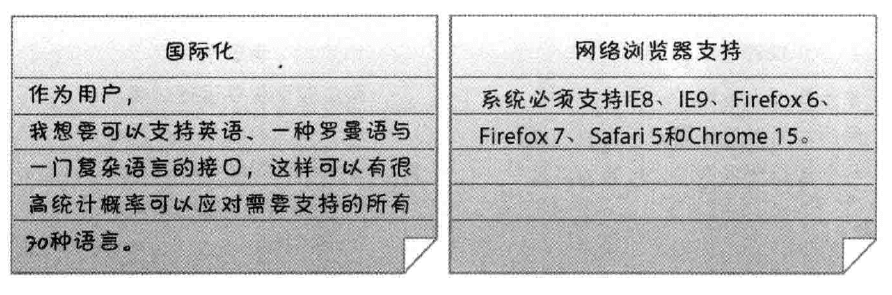 国际化
作为用户，
我想要可以支持英语、一种罗曼语与
一门复杂语言的接口，这样可以有很
高统计概率可以应对需要支持的所有
30种语言。
网络浏览器支持
系统必须支持IE8、IE9、Firefox 6、
Firefox 7、Safari 5和Chrome 15。